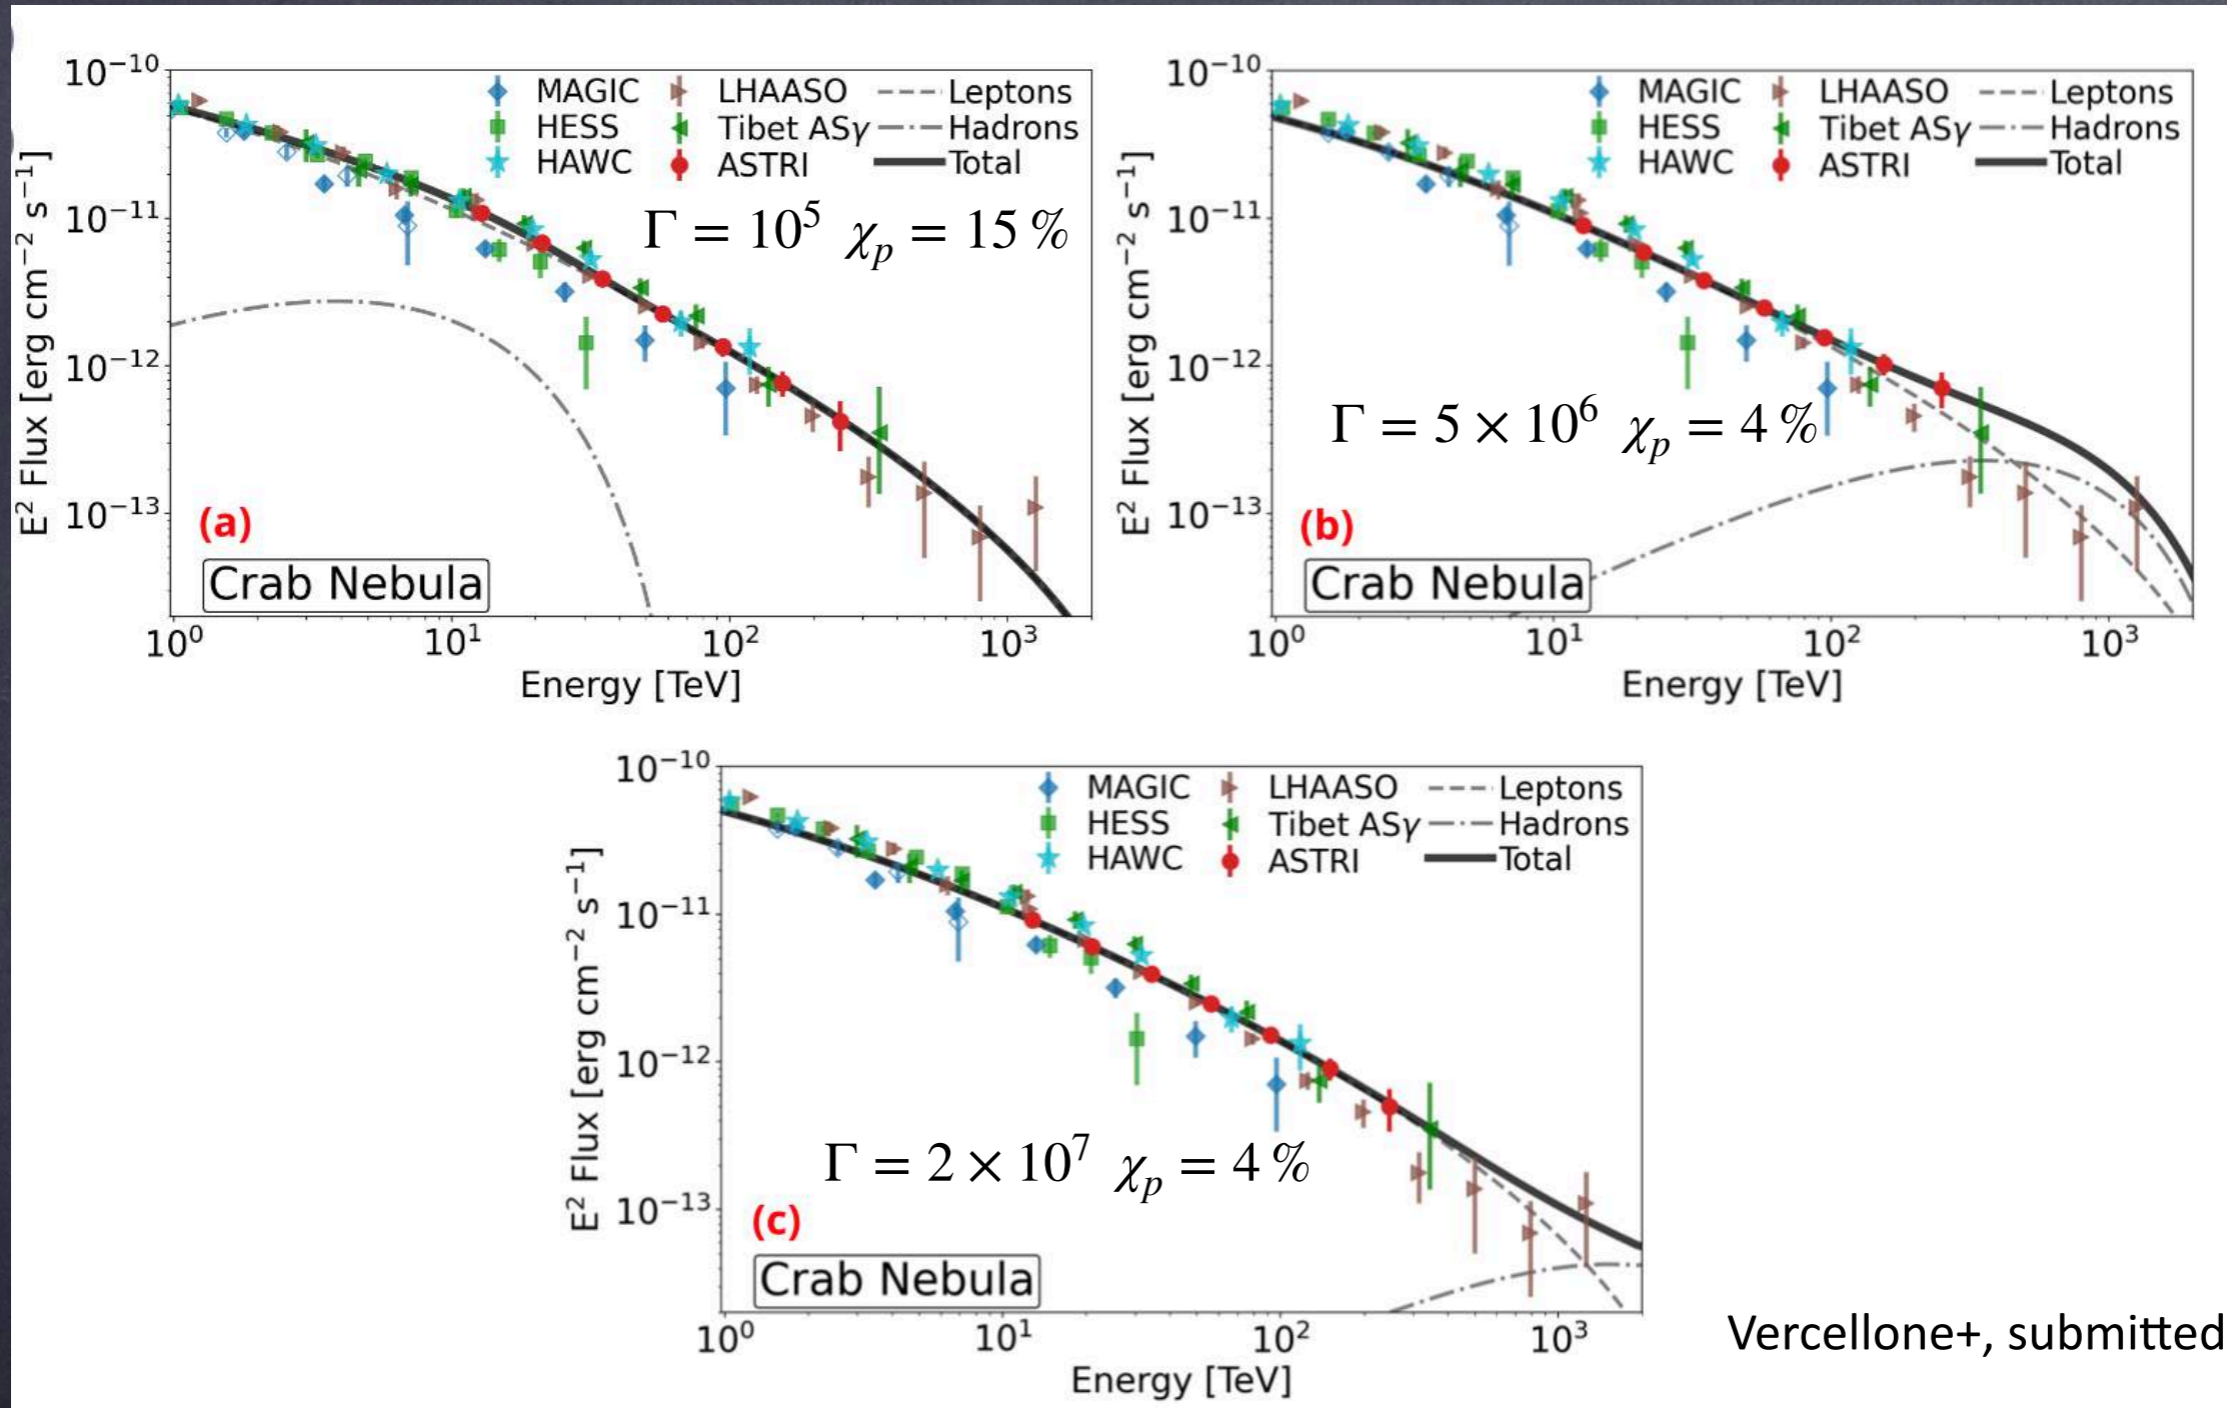 10⁻¹⁰
10⁻¹¹
10⁻¹²
10⁻¹³
E² Flux [erg cm⁻² s⁻¹]
MAGIC LHAASO Leptons
HESS Tibet ASγ Hadrons
HAWC ASTRI Total
Γ = 10⁵ χₚ = 15 %
(a)
Crab Nebula
10⁰ 10¹ 10² 10³
Energy [TeV]
10⁻¹⁰
10⁻¹¹
10⁻¹²
10⁻¹³
E² Flux [erg cm⁻² s⁻¹]
MAGIC LHAASO Leptons
HESS Tibet ASγ Hadrons
HAWC ASTRI Total
Γ = 5 × 10⁶ χₚ = 4 %
(b)
Crab Nebula
10⁰ 10¹ 10² 10³
Energy [TeV]
10⁻¹⁰
10⁻¹¹
10⁻¹²
10⁻¹³
E² Flux [erg cm⁻² s⁻¹]
MAGIC LHAASO Leptons
HESS Tibet ASγ Hadrons
HAWC ASTRI Total
Γ = 2 × 10⁷ χₚ = 4 %
(c)
Crab Nebula
10⁰ 10¹ 10² 10³
Energy [TeV]
Vercellone+, submitted